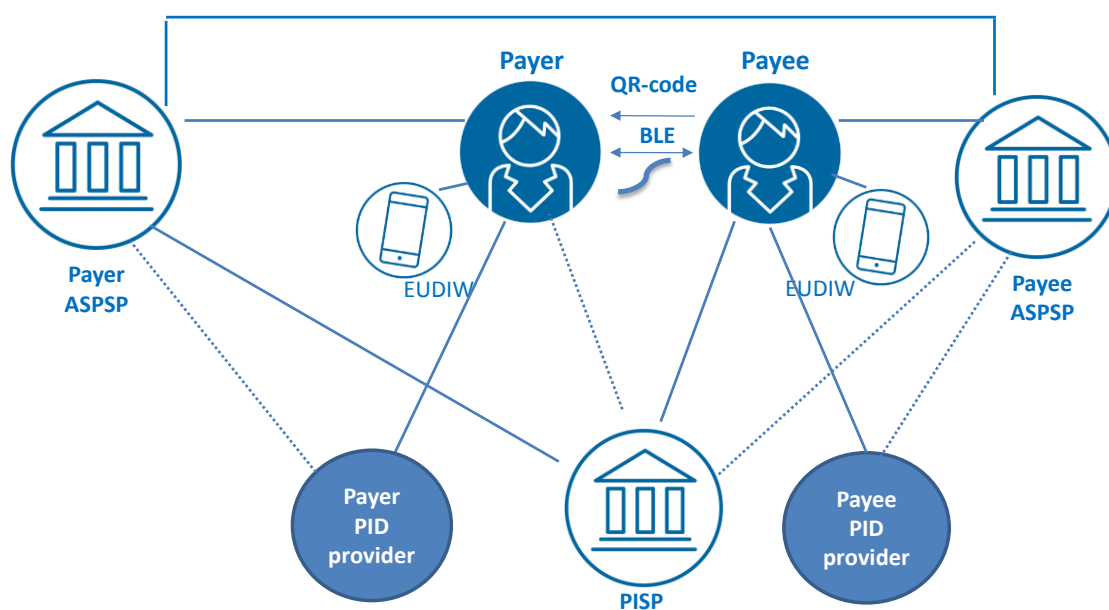 Payer
Payee
QR-code
BLE
Payer
ASPSP
EUDIW
EUDIW
Payee
ASPSP
Payer
PID
provider
Payee
PID
provider
PISP